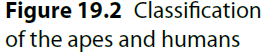 Figure 19.2 Classification
of the apes and humans